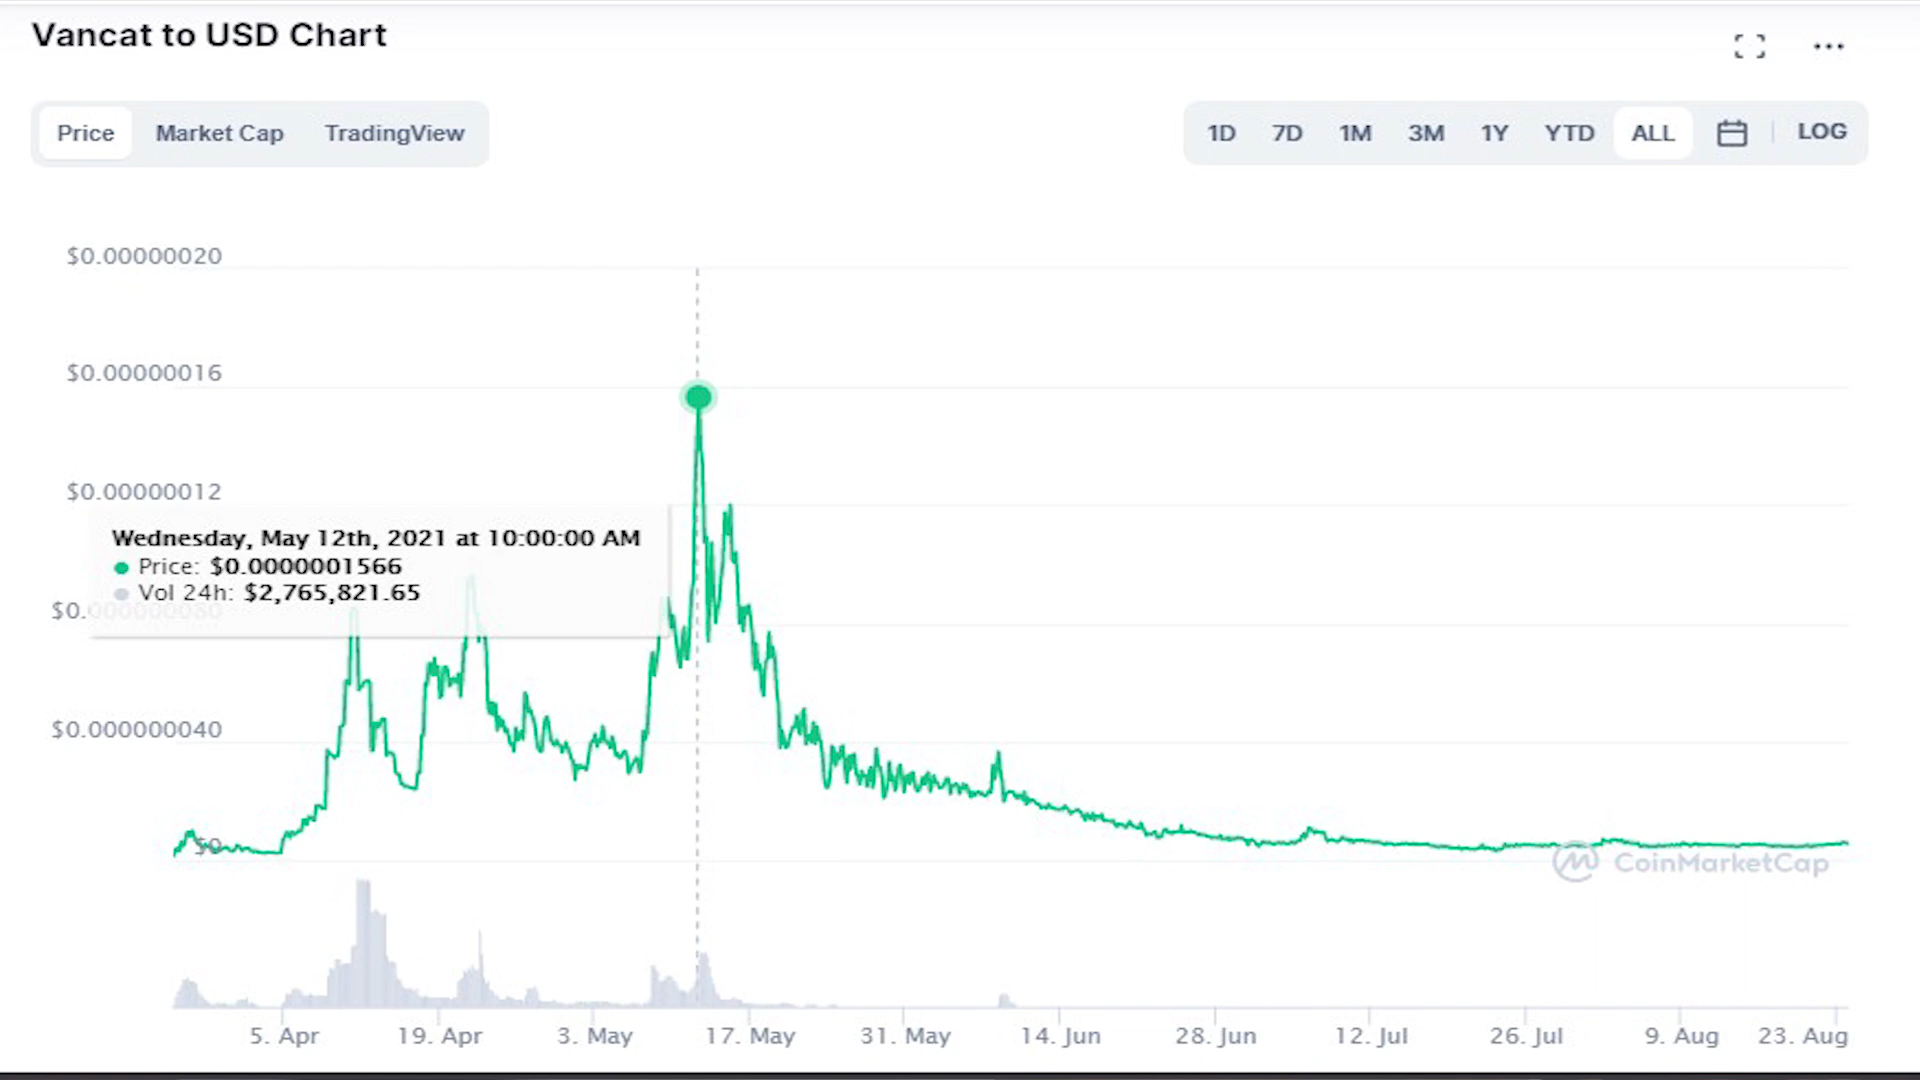 Vancat to USD Chart
Price Market Cap TradingView
1D 7D 1M 3M 1Y YTD ALL LOG
$0.00000020
$0.00000016
$0.00000012
Wednesday, May 12th, 2021 at 10:00:00 AM
Price: $0.0000001566
Vol 24h: $2,765,821.65
$0.000000080
$0.000000040
$0
CoinMarketCap
5. Apr 19. Apr 3. May 17. May 31. May 14. Jun 28. Jun 12. Jul 26. Jul 9. Aug 23. Aug